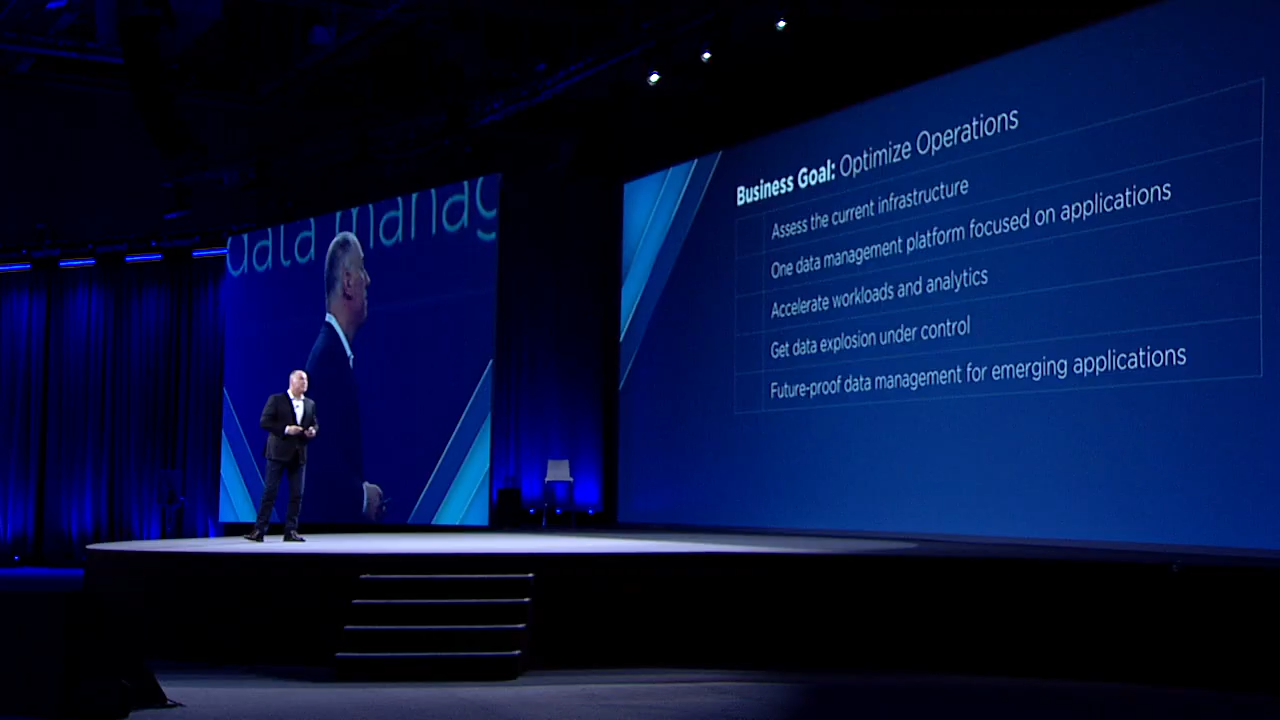 data manag
Business Goal: Optimize Operations
Assess the current infrastructure
One data management platform focused on applications
Accelerate workloads and analytics
Get data explosion under control
Future-proof data management for emerging applications